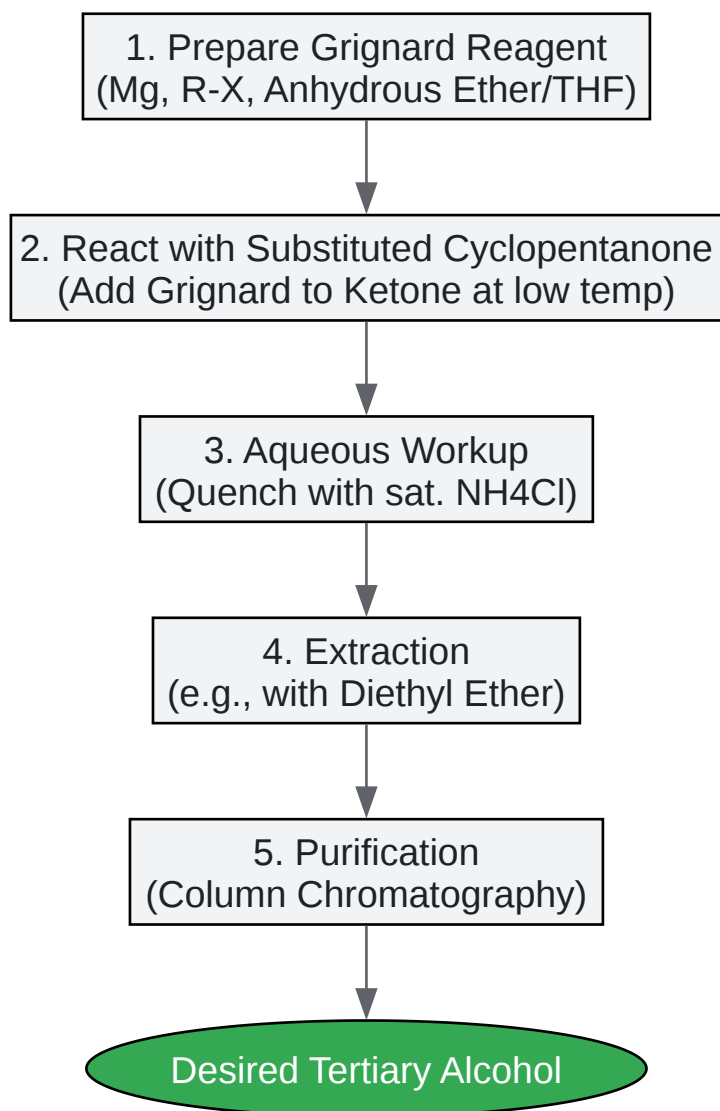 1. Prepare Grignard Reagent
(Mg, R-X, Anhydrous Ether/THF)
2. React with Substituted Cyclopentanone
(Add Grignard to Ketone at low temp)
3. Aqueous Workup
(Quench with sat. NH4Cl)
4. Extraction
(e.g., with Diethyl Ether)
5. Purification
(Column Chromatography)
Desired Tertiary Alcohol